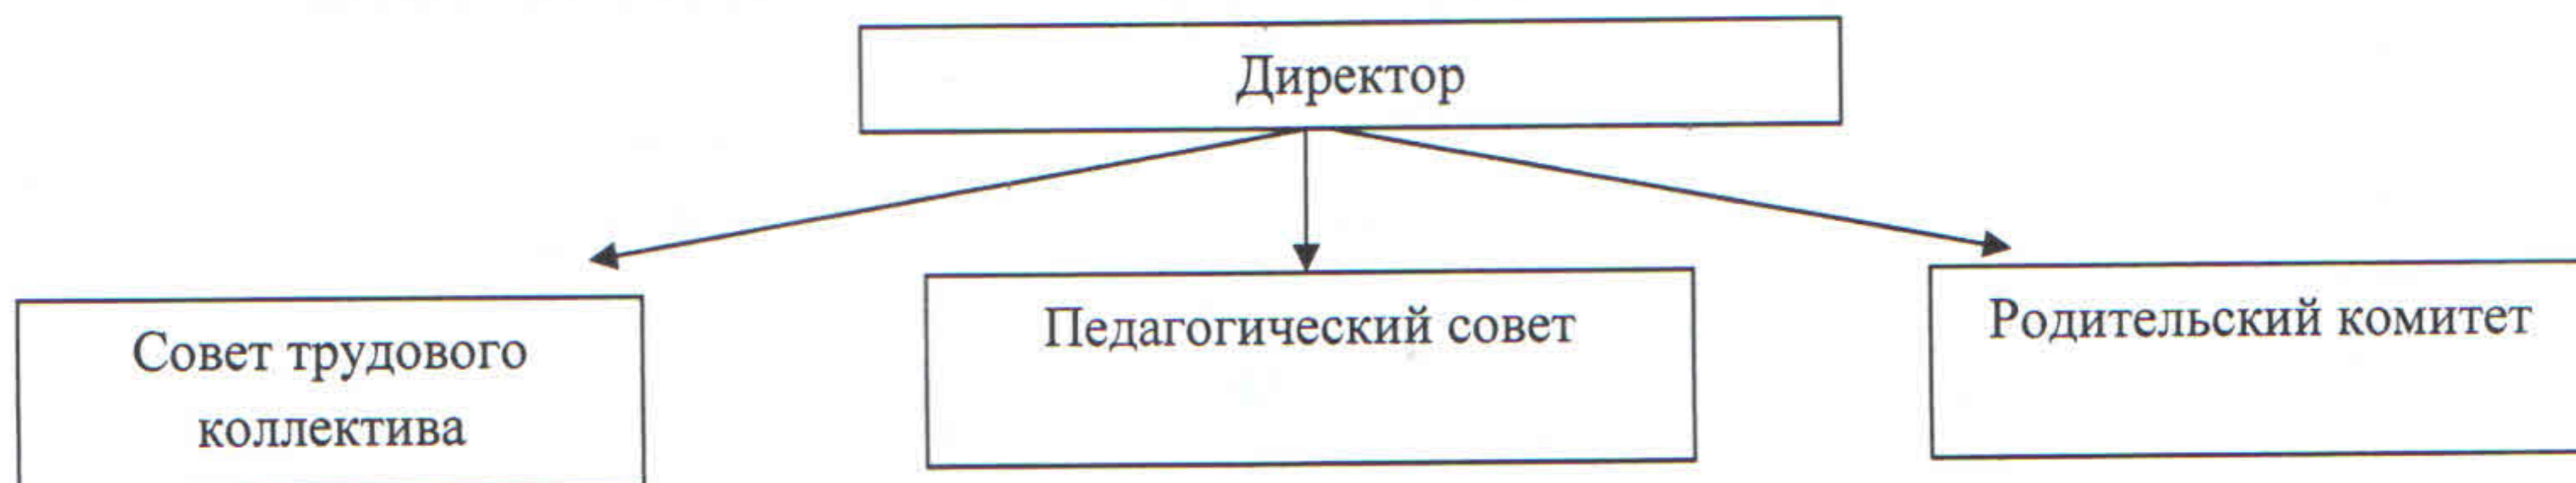 Директор
Совет трудового
коллектива
Педагогический совет
Родительский комитет